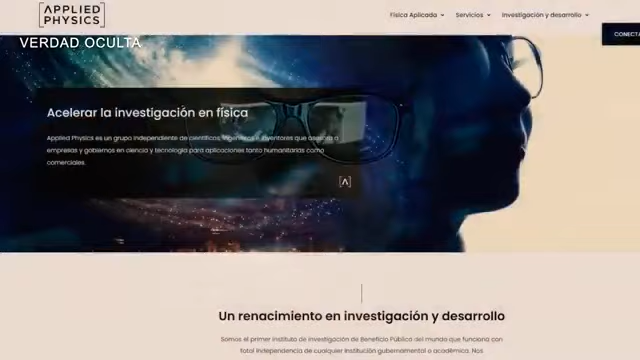 [APPLIED
PHYSICS]
Física Aplicada
Servicios
Investigación y desarrollo
CONECTA
VERDAD OCULTA
Acelerar la investigación en física
Applied Physics es un grupo independiente de científicos, ingenieros e inventores que asesora a
empresas y gobiernos en ciencia y tecnología para aplicaciones tanto humanitarias como
comerciales.
Un renacimiento en investigación y desarrollo
Somos el primer instituto de investigación de Beneficio Público del mundo que funciona con
total independencia de cualquier institución gubernamental o académica. Nos